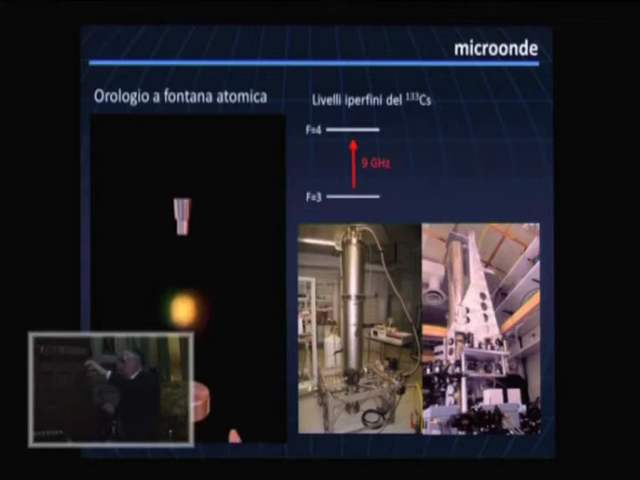 microonde
Orologio a fontana atomica
Livelli iperfini del ¹³³Cs
F=4
9 GHz
F=3